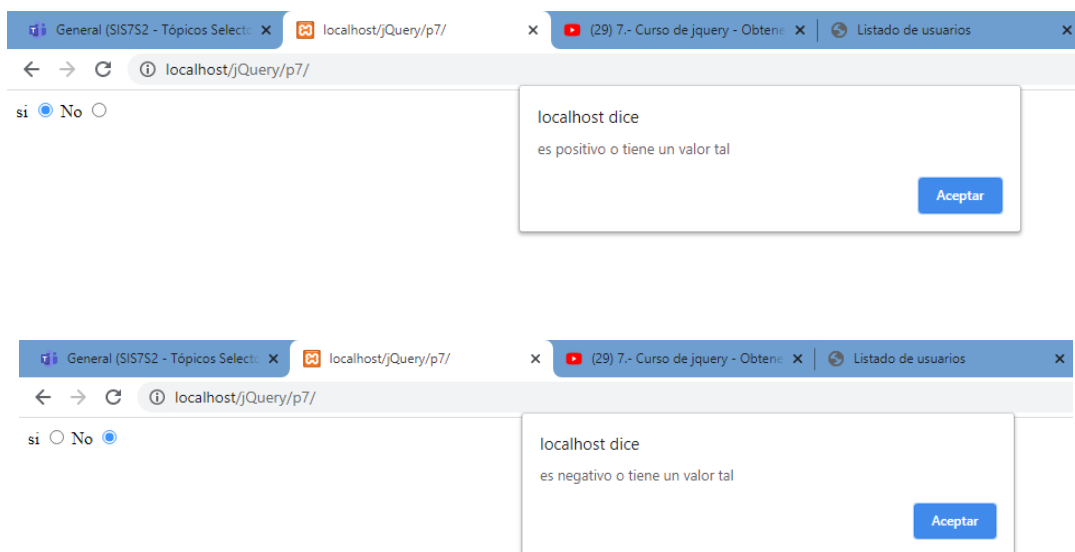 General (SIS7S2 - Tópicos Selecto
localhost/jQuery/p7/
(29) 7.- Curso de jquery - Obtene
Listado de usuarios
localhost/jQuery/p7/
si No
localhost dice
es positivo o tiene un valor tal
Aceptar
General (SIS7S2 - Tópicos Selecto
localhost/jQuery/p7/
(29) 7.- Curso de jquery - Obtene
Listado de usuarios
localhost/jQuery/p7/
si No
localhost dice
es negativo o tiene un valor tal
Aceptar